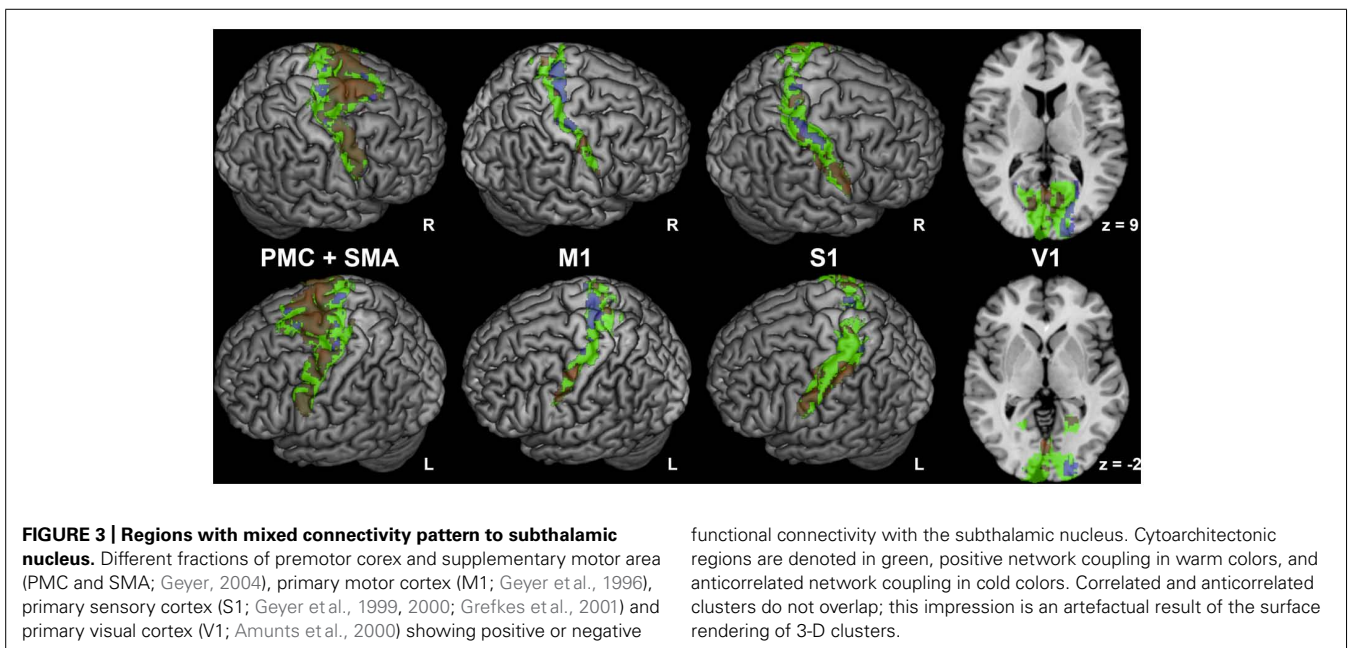 R
R
R
z = 9
PMC + SMA
M1
S1
V1
L
L
L
z = -2
FIGURE 3 | Regions with mixed connectivity pattern to subthalamic
nucleus. Different fractions of premotor corex and supplementary motor area
(PMC and SMA; Geyer, 2004), primary motor cortex (M1; Geyer et al., 1996),
primary sensory cortex (S1; Geyer et al., 1999, 2000; Grefkes et al., 2001) and
primary visual cortex (V1; Amunts et al., 2000) showing positive or negative
functional connectivity with the subthalamic nucleus. Cytoarchitectonic
regions are denoted in green, positive network coupling in warm colors, and
anticorrelated network coupling in cold colors. Correlated and anticorrelated
clusters do not overlap; this impression is an artefactual result of the surface
rendering of 3-D clusters.